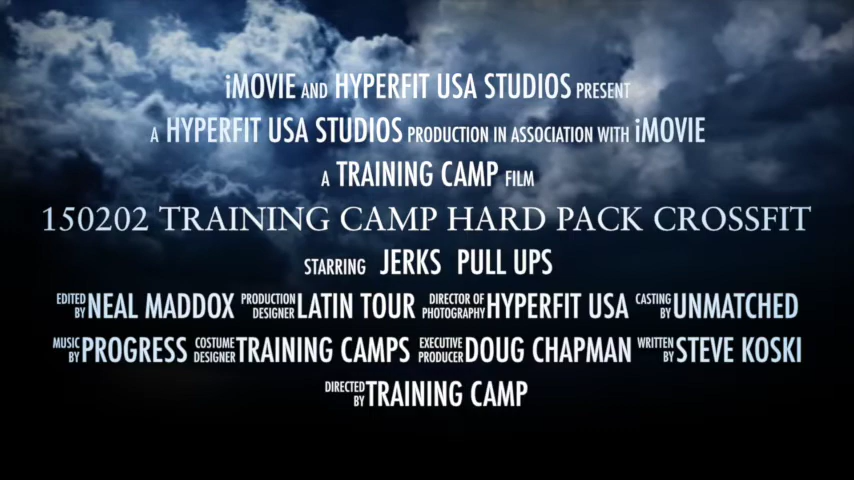 iMOVIE AND HYPERFIT USA STUDIOS PRESENT
A HYPERFIT USA STUDIOS PRODUCTION IN ASSOCIATION WITH iMOVIE
A TRAINING CAMP FILM
150202 TRAINING CAMP HARD PACK CROSSFIT
STARRING JERKS PULL UPS
EDITED BY NEAL MADDOX PRODUCTION DESIGNER LATIN TOUR DIRECTOR OF PHOTOGRAPHY HYPERFIT USA CASTING BY UNMATCHED
MUSIC BY PROGRESS COSTUME DESIGNER TRAINING CAMPS EXECUTIVE PRODUCER DOUG CHAPMAN WRITTEN BY STEVE KOSKI
DIRECTED BY TRAINING CAMP